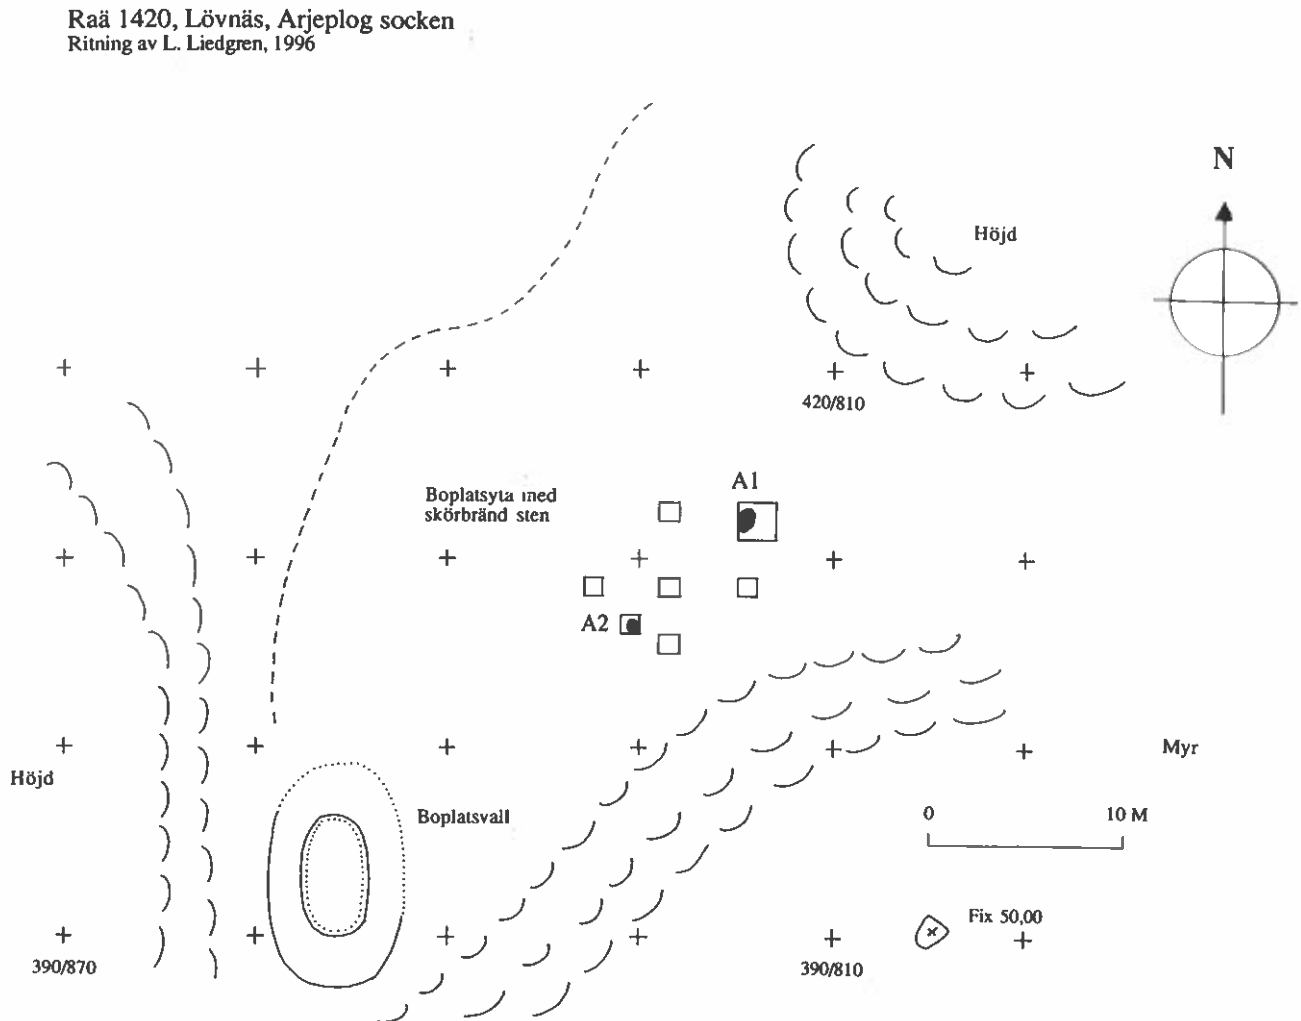 Raä 1420, Lövnäs, Arjeplog socken
Ritning av L. Liedgren, 1996
N
Höjd
420/810
A1
Boplatsyta med
skörbränd sten
A2
Myr
Höjd
Boplatsvall
0 10 M
Fix 50,00
390/870
390/810